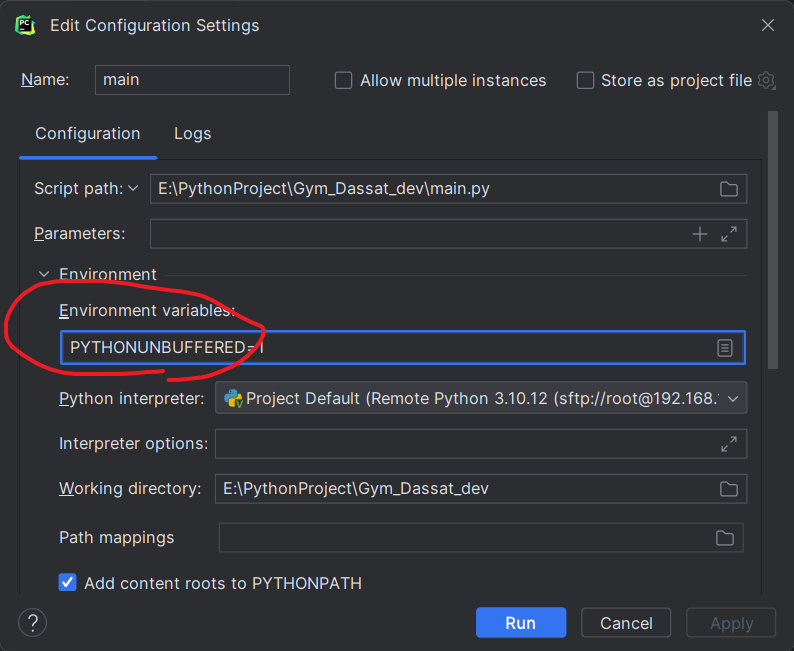 PC
Edit Configuration Settings
Name: main Allow multiple instances Store as project file
Configuration Logs
Script path: E:\PythonProject\Gym_Dassat_dev\main.py
Parameters:
Environment
Environment variables:
PYTHONUNBUFFERED=1
Python interpreter: Project Default (Remote Python 3.10.12 (sftp://root@192.168.
Interpreter options:
Working directory: E:\PythonProject\Gym_Dassat_dev
Path mappings
Add content roots to PYTHONPATH
? Run Cancel Apply